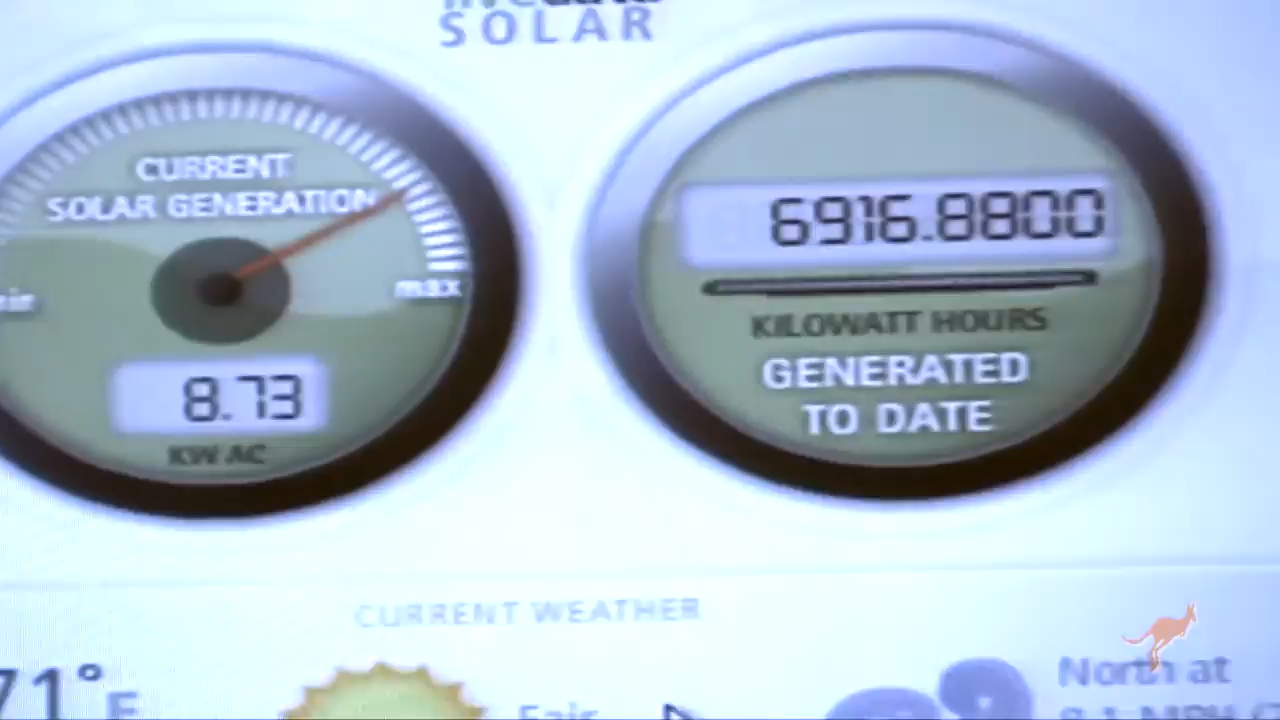 SOLAR
CURRENT
SOLAR GENERATION
max
8.73
KW AC
6916.8800
KILOWATT HOURS
GENERATED
TO DATE
CURRENT WEATHER
71°F
Fair
North at